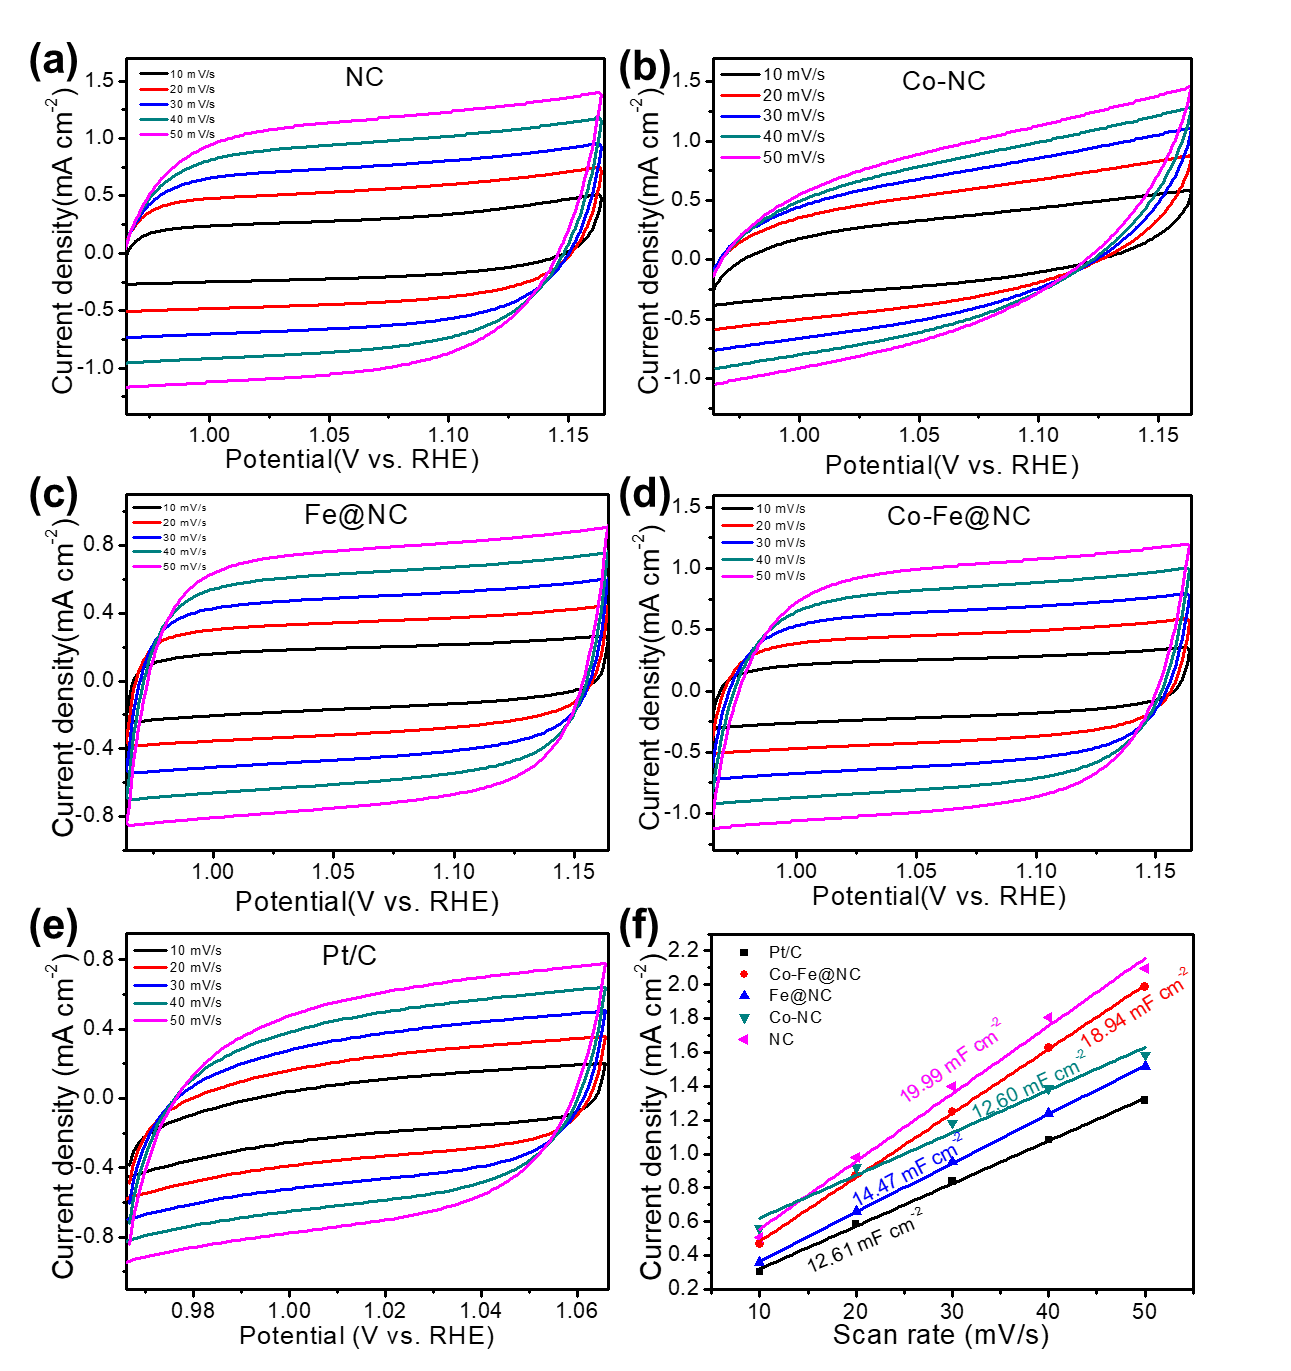 (a)
NC
10 mV/s
20 mV/s
30 mV/s
40 mV/s
50 mV/s
1.5
1.0
0.5
0.0
-0.5
-1.0
Current density(mA cm-2)
1.00 1.05 1.10 1.15
Potential(V vs. RHE)
(b)
Co-NC
10 mV/s
20 mV/s
30 mV/s
40 mV/s
50 mV/s
1.5
1.0
0.5
0.0
-0.5
-1.0
Current density(mA cm-2)
1.00 1.05 1.10 1.15
Potential(V vs. RHE)
(c)
Fe@NC
10 mV/s
20 mV/s
30 mV/s
40 mV/s
50 mV/s
0.8
0.4
0.0
-0.4
-0.8
Current density(mA cm-2)
1.00 1.05 1.10 1.15
Potential(V vs. RHE)
(d)
Co-Fe@NC
10 mV/s
20 mV/s
30 mV/s
40 mV/s
50 mV/s
1.5
1.0
0.5
0.0
-0.5
-1.0
Current density(mA cm-2)
1.00 1.05 1.10 1.15
Potential(V vs. RHE)
(e)
Pt/C
10 mV/s
20 mV/s
30 mV/s
40 mV/s
50 mV/s
0.8
0.4
0.0
-0.4
-0.8
Current density (mA cm-2)
0.98 1.00 1.02 1.04 1.06
Potential (V vs. RHE)
(f)
Pt/C
Co-Fe@NC
Fe@NC
Co-NC
NC
2.2
2.0
1.8
1.6
1.4
1.2
1.0
0.8
0.6
0.4
0.2
Current density (mA cm-2)
19.99 mF cm-2
18.94 mF cm-2
12.60 mF cm-2
14.47 mF cm-2
12.61 mF cm-2
10 20 30 40 50
Scan rate (mV/s)